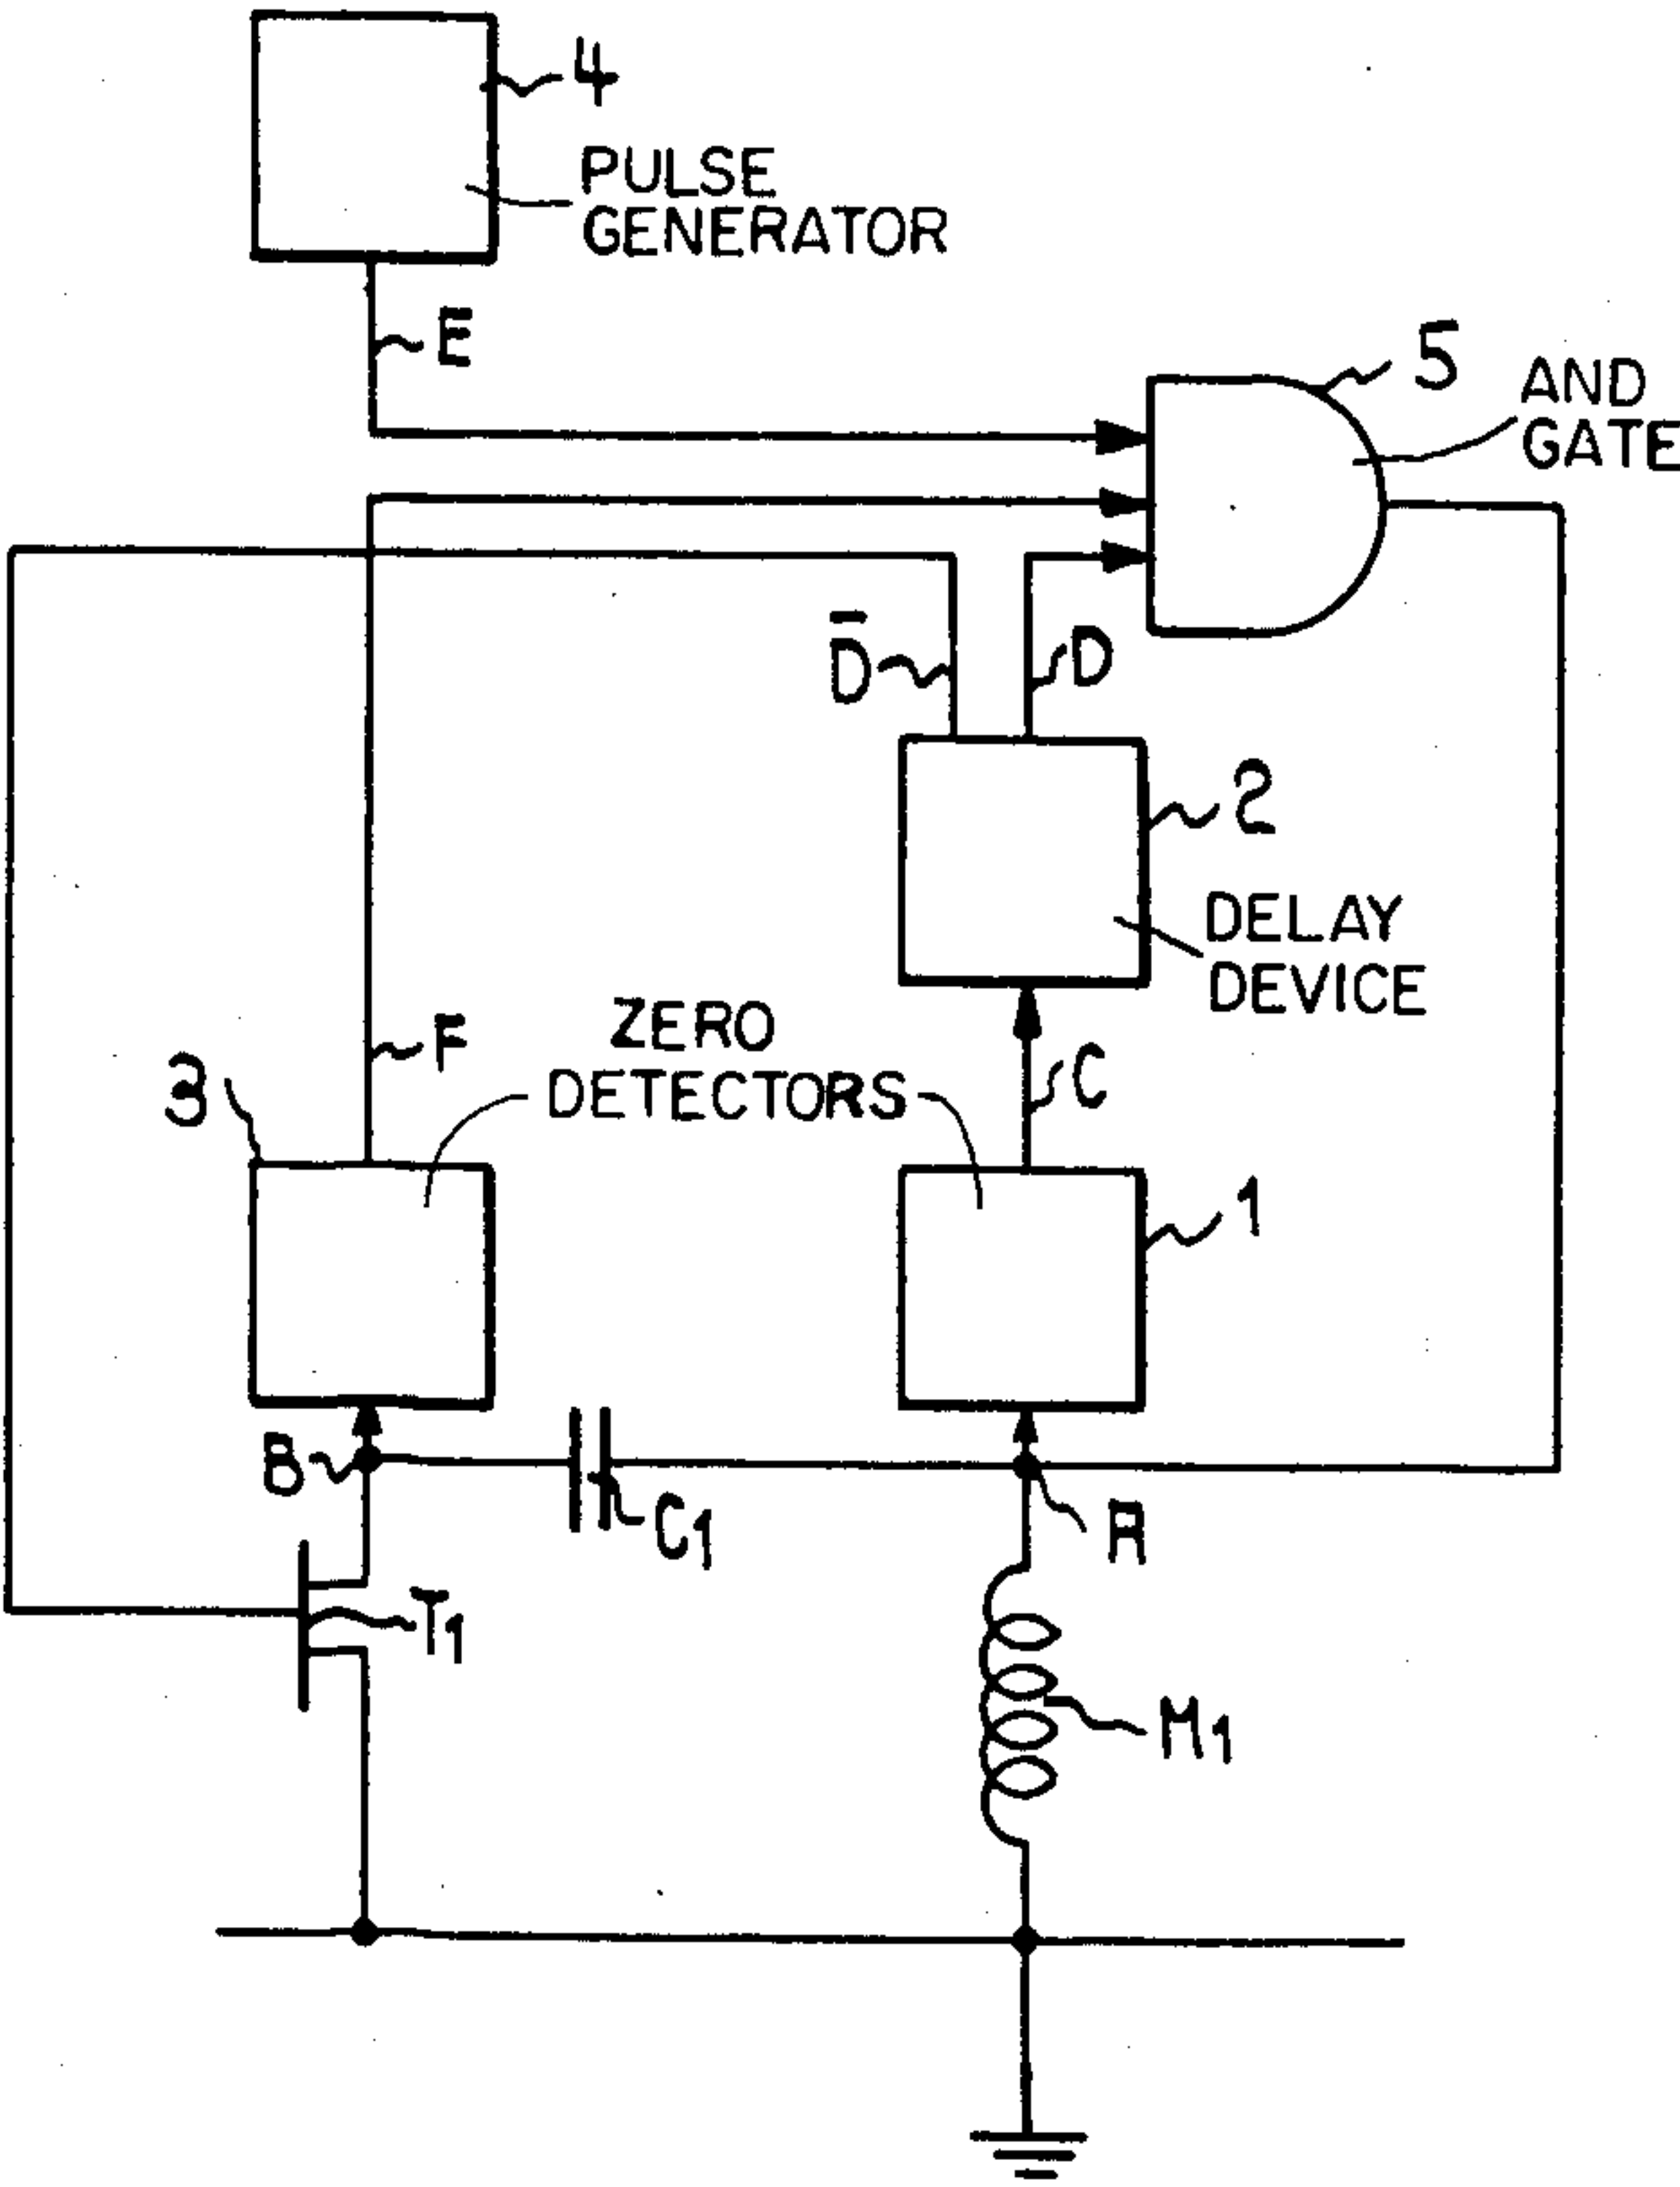 4
PULSE
GENERATOR
E
5
AND
GATE
D̄
D
2
DELAY
DEVICE
ZERO
DETECTORS
F
C
3
1
B
C1
A
T1
M1